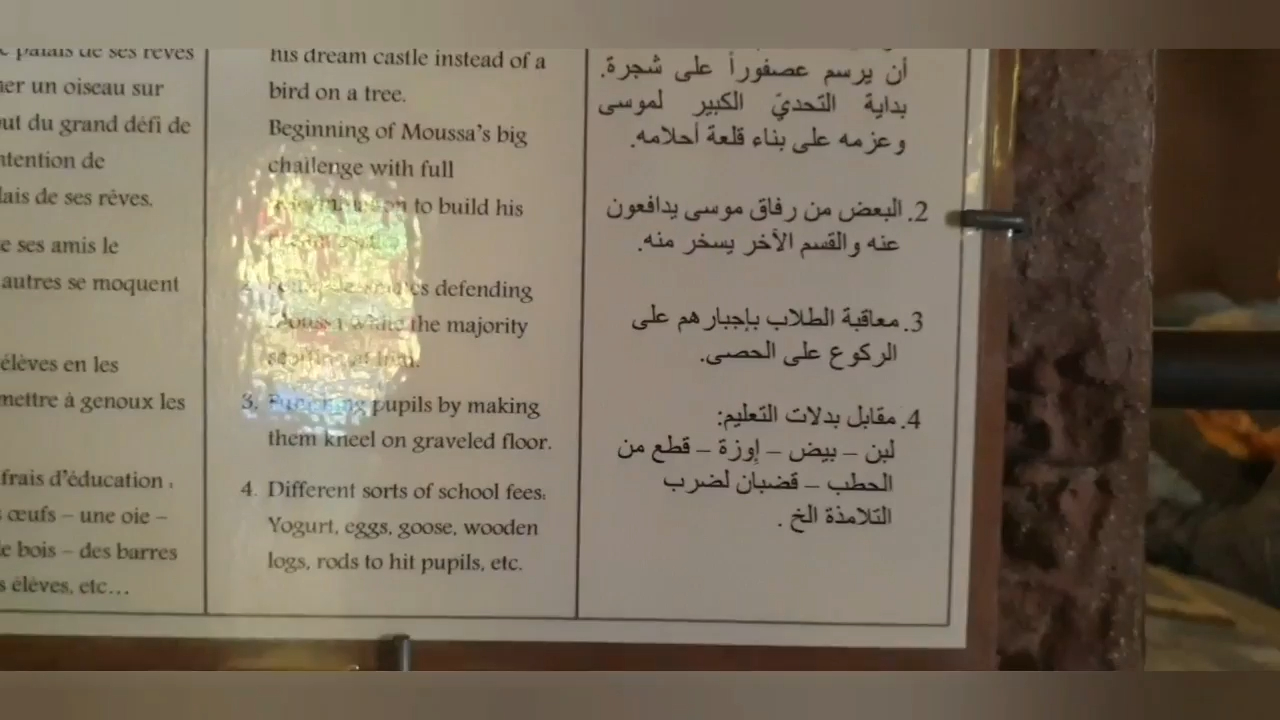 palais de ses rêves
un oiseau sur
du grand défi de
de
de ses rêves.
ses amis le
autres se moquent
élèves en les
mettre à genoux les
frais d'éducation :
œufs – une oie –
bois – des barres
élèves, etc...
his dream castle instead of a
bird on a tree.
Beginning of Moussa's big
challenge with full
to build his
defending
the majority
3. pupils by making
them kneel on graveled floor.
4. Different sorts of school fees:
Yogurt, eggs, goose, wooden
logs, rods to hit pupils, etc.
أن يرسم عصفوراً على شجرة.
بداية التحديّ الكبير لموسى
وعزمه على بناء قلعة أحلامه.
2. البعض من رفاق موسى يدافعون
عنه والقسم الآخر يسخر منه.
3. معاقبة الطلاب بإجبارهم على
الركوع على الحصى.
4. مقابل بدلات التعليم:
لبن – بيض – إوزة – قطع من
الحطب – قضبان لضرب
التلامذة الخ .